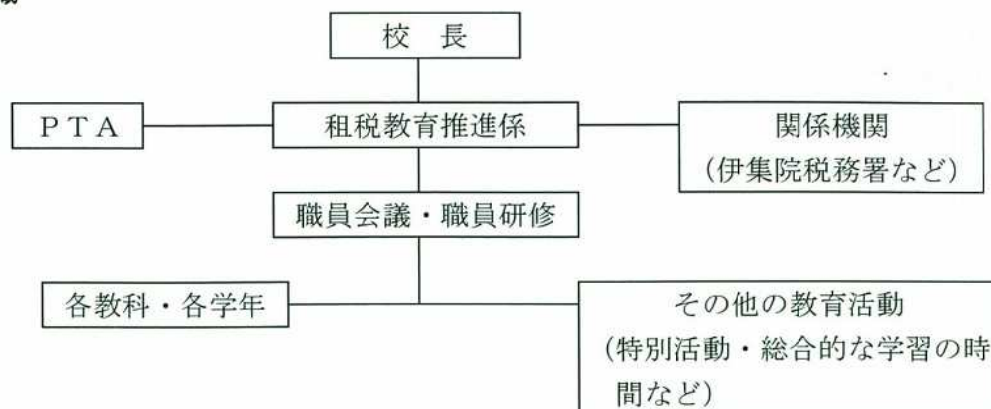 校　長
ＰＴＡ
租税教育推進係
関係機関
（伊集院税務署など）
職員会議・職員研修
各教科・各学年
その他の教育活動
（特別活動・総合的な学習の時
間など）